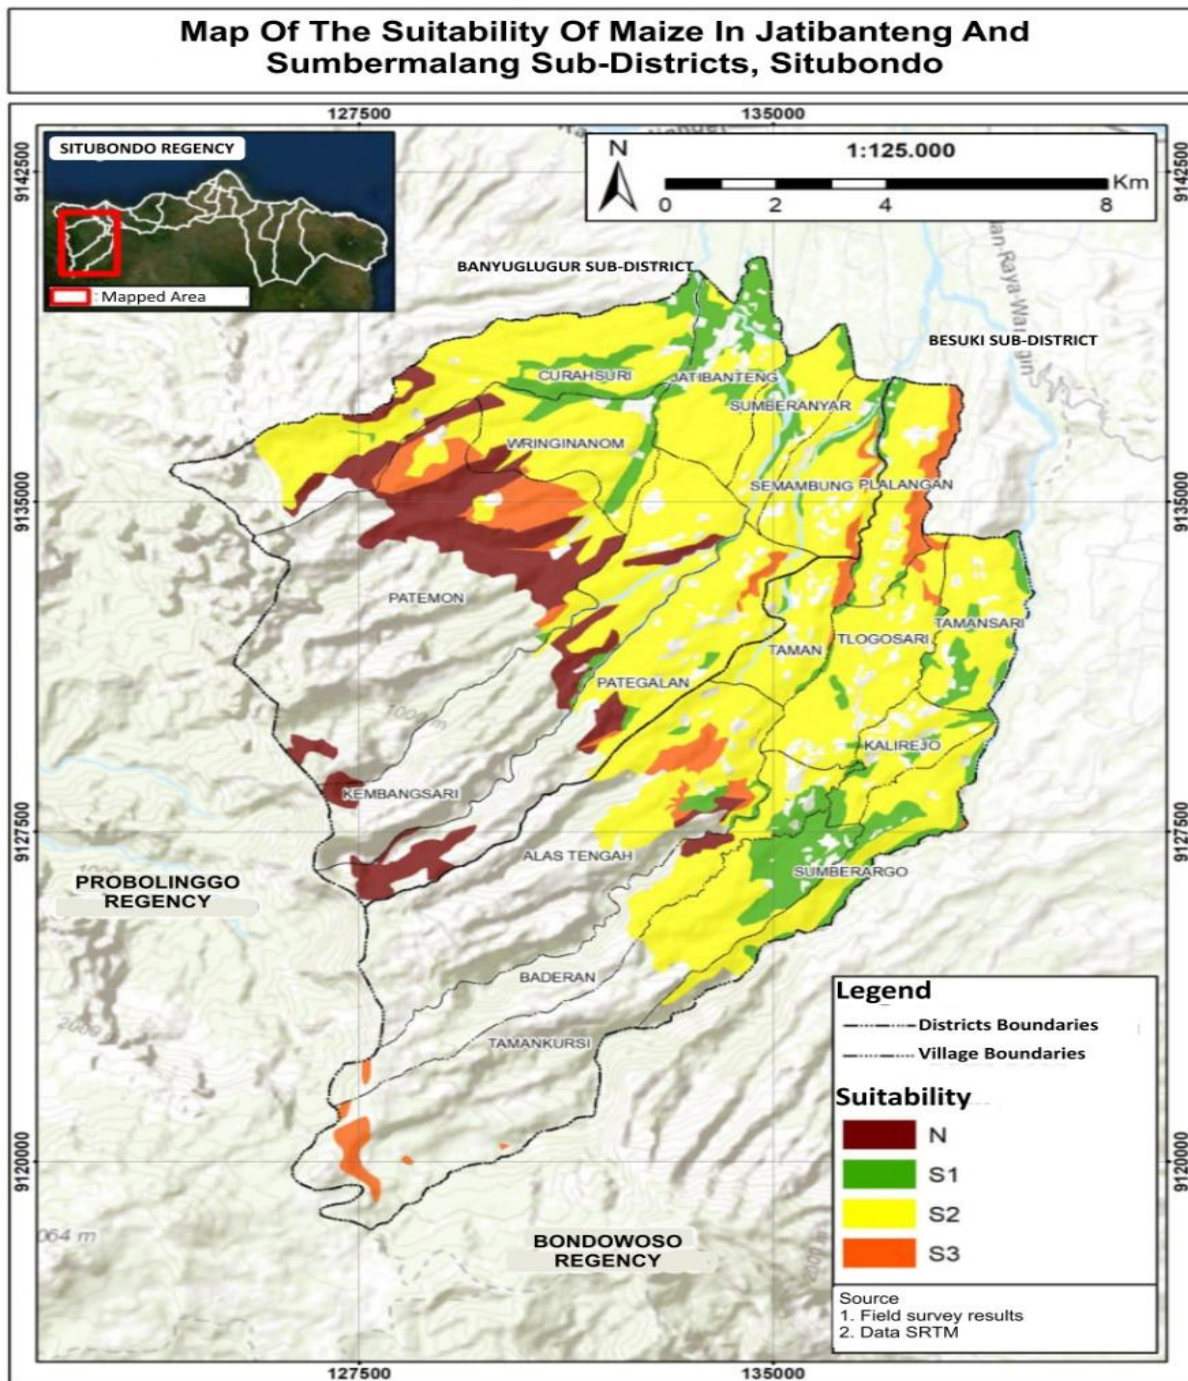 Map Of The Suitability Of Maize In Jatibanteng And
Sumbermalang Sub-Districts, Situbondo
127500
135000
SITUBONDO REGENCY
: Mapped Area
N
1:125.000
Km
0
2
4
8
9142500
9142500
BANYUGLUGUR SUB-DISTRICT
BESUKI SUB-DISTRICT
CURAHSURI
JATIBANTENG
SUMBERANYAR
WRINGINANOM
SEMAMBUNG
PLALANGAN
9135000
9135000
PATEMON
TAMANSARI
TLOGOSARI
TAMAN
PATEGALAN
1000 m
KALIREJO
KEMBANGSARI
9127500
9127500
ALAS TENGAH
SUMBERARGO
PROBOLINGGO
REGENCY
BADERAN
TAMANKURSI
2000
9120000
9120000
064 m
BONDOWOSO
REGENCY
Legend
Districts Boundaries
Village Boundaries
Suitability
N
S1
S2
S3
Source
1. Field survey results
2. Data SRTM
127500
135000